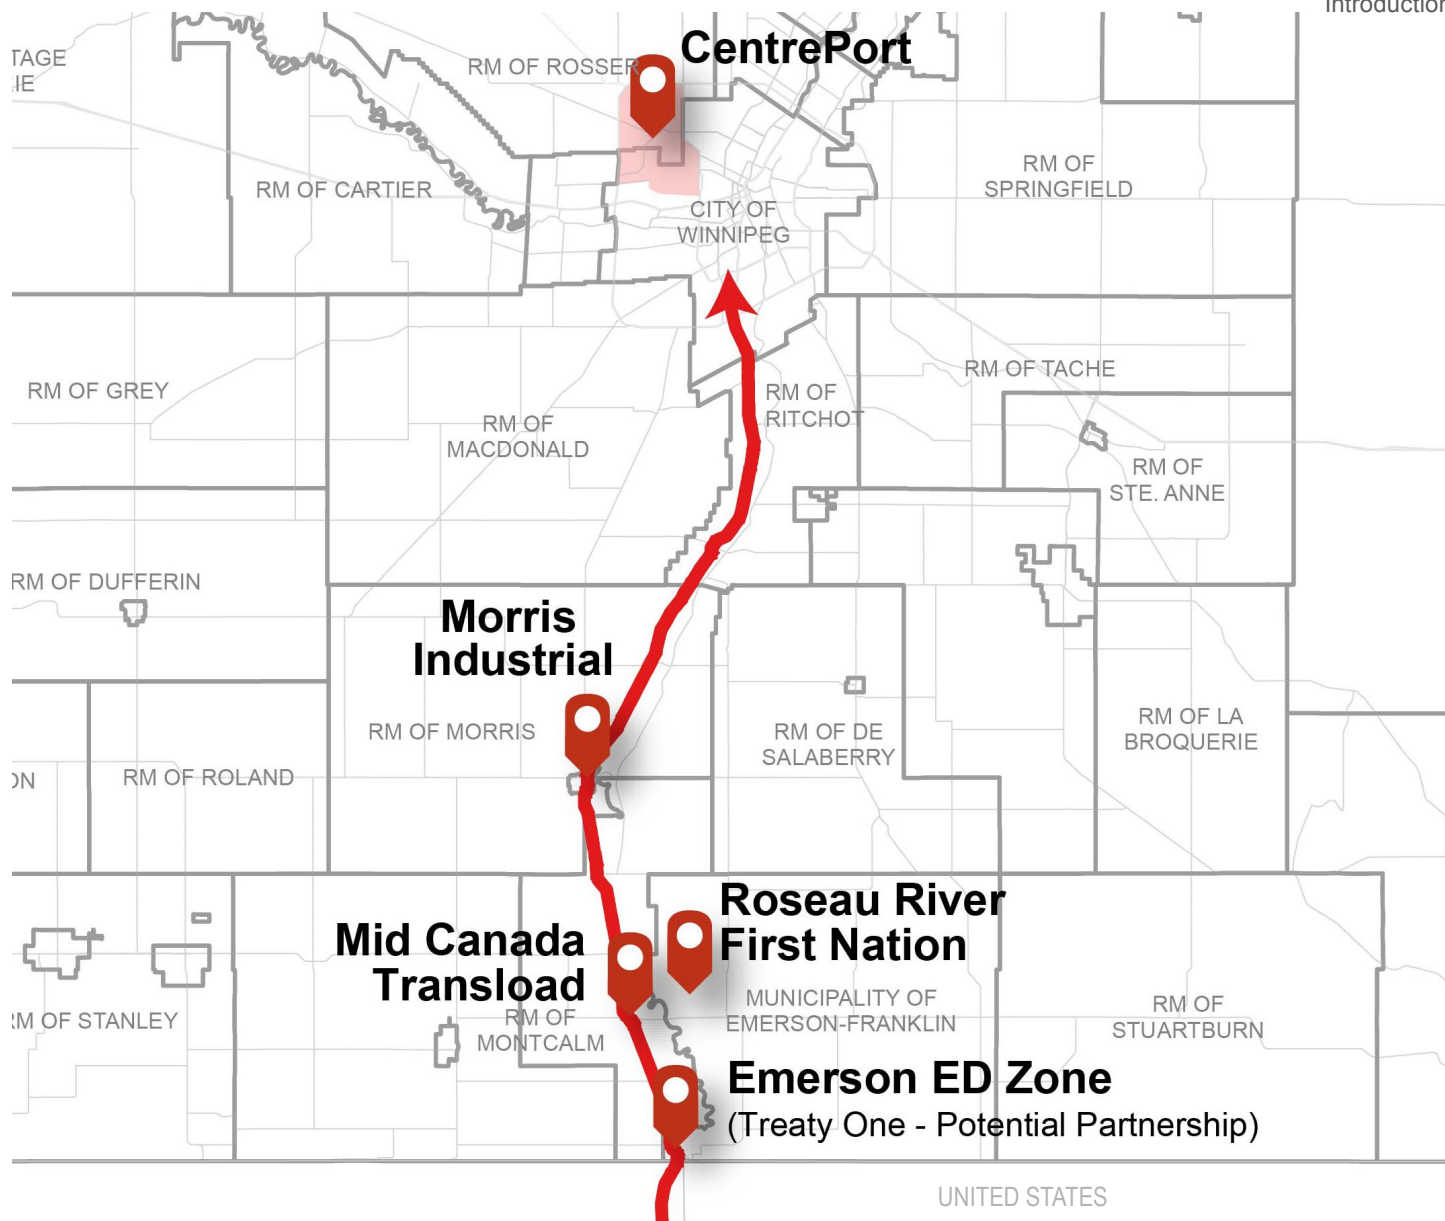 Introduction
CentrePort
TAGE
IE
RM OF ROSSER
RM OF CARTIER
RM OF
SPRINGFIELD
CITY OF
WINNIPEG
RM OF GREY
RM OF
MACDONALD
RM OF
RITCHOT
RM OF TACHE
RM OF
STE. ANNE
RM OF DUFFERIN
Morris
Industrial
RM OF MORRIS
RM OF DE
SALABERRY
RM OF LA
BROQUERIE
ON
RM OF ROLAND
Roseau River
First Nation
Mid Canada
Transload
RM OF STANLEY
RM OF
MONTCALM
MUNICIPALITY OF
EMERSON-FRANKLIN
RM OF
STUARTBURN
Emerson ED Zone
(Treaty One - Potential Partnership)
UNITED STATES